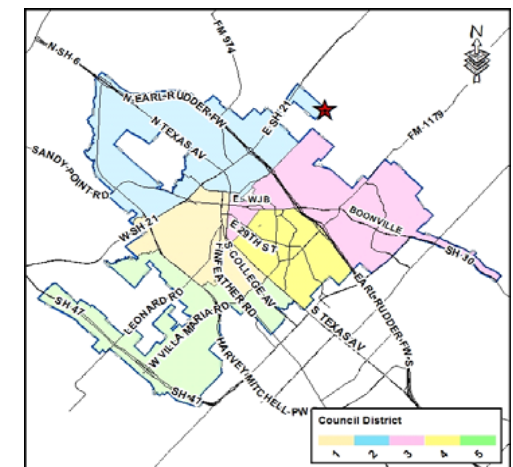 N-SH 6
FM 974
N
N-EARL-RUDDER-FW
E SH 21
N TEXAS AV
FM-1179
SANDY-POINT-RD
E WJB
BOONVILLE
W-SH 21
E 29TH ST
SH-30
S COLLEGE AV
FINFEATHER RD
LEONARD RD
EARL-RUDDER-FW-S
SH 47
W VILLA MARIA RD
S TEXAS AV
HARVEY-MITCHELL-PW
SH-47
Council District
1 2 3 4 5